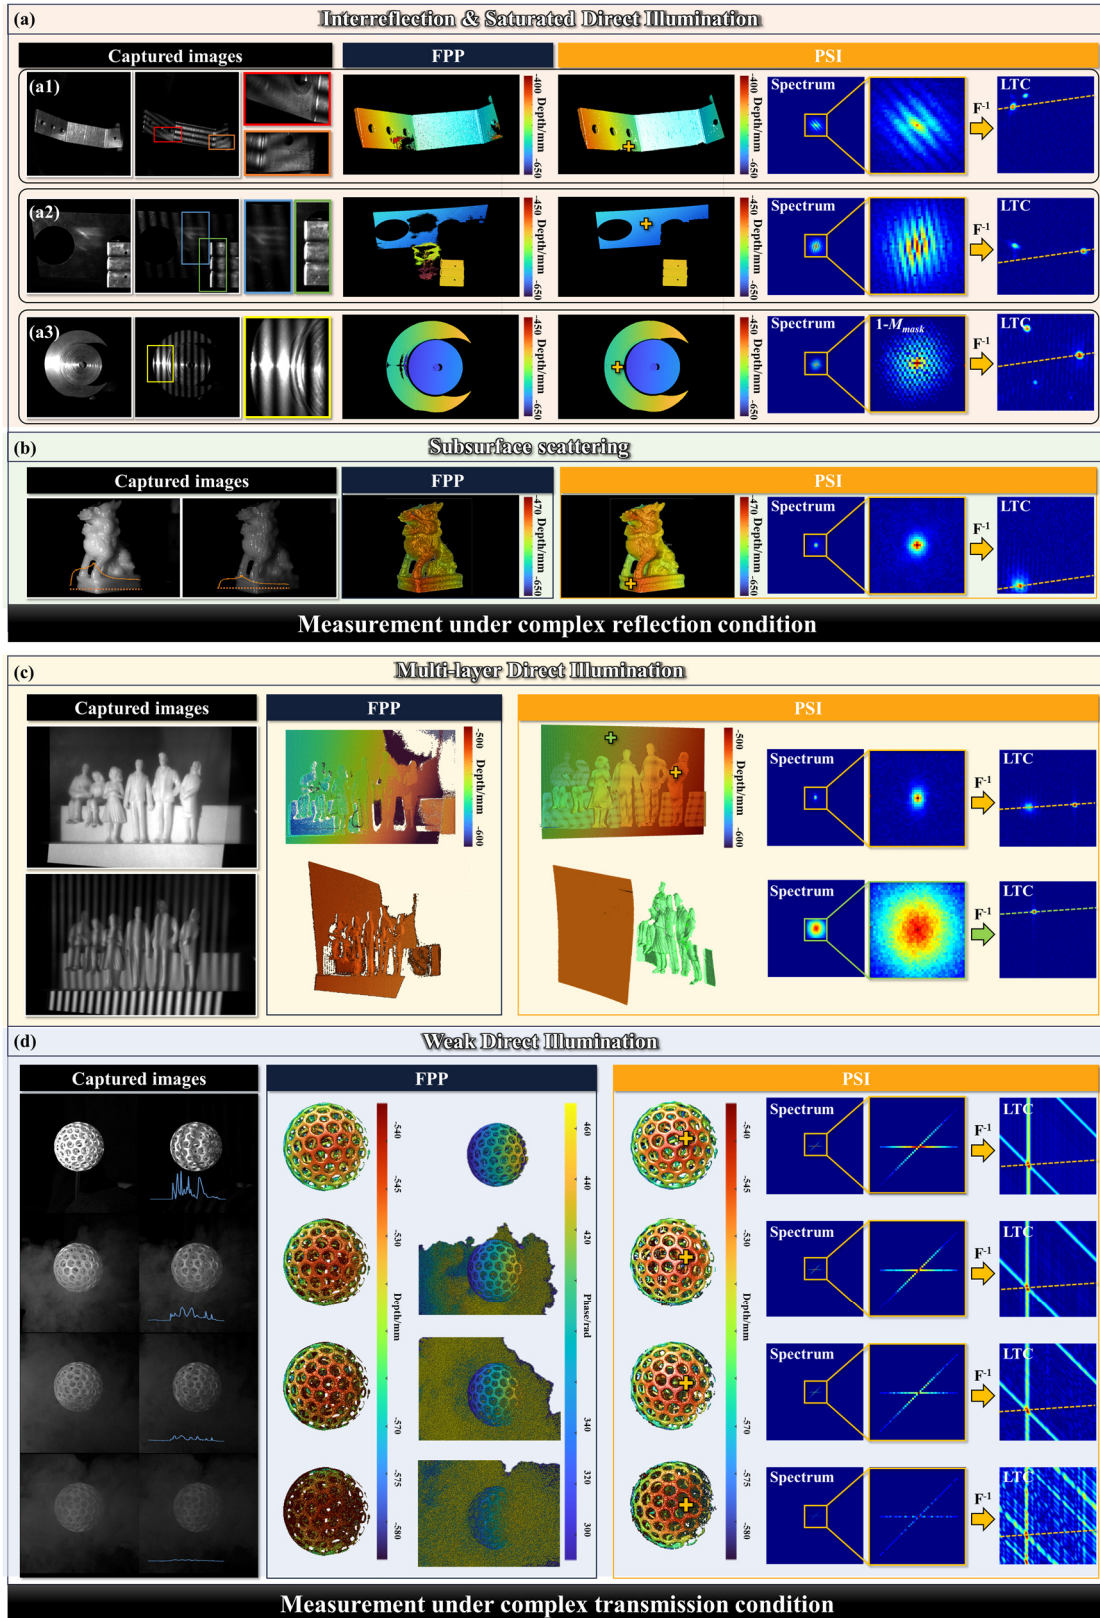 (a) Interreflection & Saturated Direct Illumination
Captured images FPP PSI
(a1) -400 Depth/mm -650 -400 Depth/mm -650 Spectrum F-1 LTC
(a2) -450 Depth/mm -650 -450 Depth/mm -650 Spectrum F-1 LTC
(a3) -450 Depth/mm -650 -450 Depth/mm -650 Spectrum 1-Mmask F-1 LTC
(b) Subsurface scattering
Captured images FPP PSI
-470 Depth/mm -650 -470 Depth/mm -650 Spectrum F-1 LTC
Measurement under complex reflection condition
(c) Multi-layer Direct Illumination
Captured images FPP PSI
-500 Depth/mm -600 -500 Depth/mm -600 Spectrum F-1 LTC
Spectrum F-1 LTC
(d) Weak Direct Illumination
Captured images FPP PSI
-540 -545 460 440 -540 -545 Spectrum F-1 LTC
-530 420 -530 Spectrum F-1 LTC
Depth/mm Phase/rad Depth/mm
-570 340 -570 Spectrum F-1 LTC
-575 -580 320 300 -575 -580 Spectrum F-1 LTC
Measurement under complex transmission condition